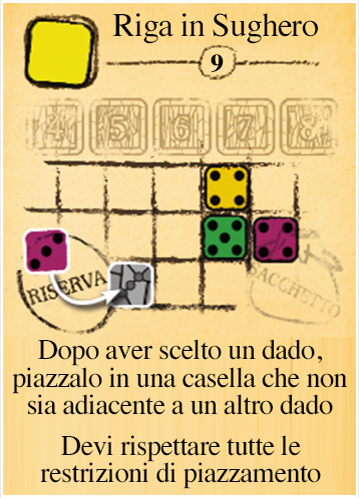 Riga in Sughero
9
4 5 6 7 8
RISERVA
SACCHETTO
Dopo aver scelto un dado,
piazzalo in una casella che non
sia adiacente a un altro dado
Devi rispettare tutte le
restrizioni di piazzamento